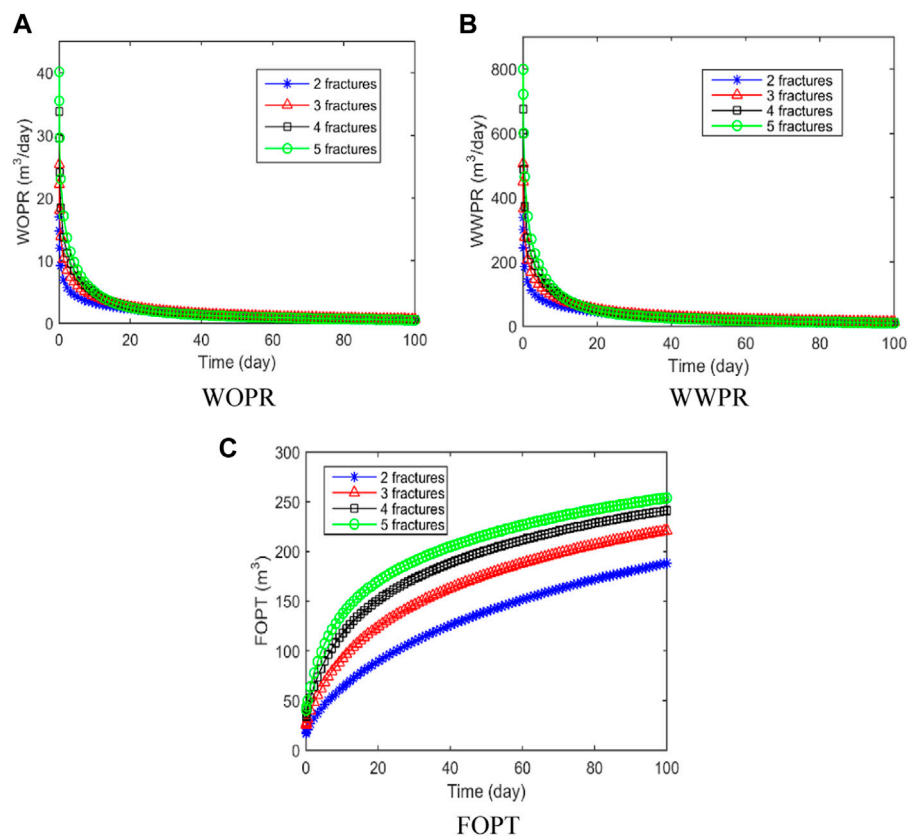 A
WOPR (m³/day)
40
30
20
10
0
2 fractures
3 fractures
4 fractures
5 fractures
0 20 40 60 80 100
Time (day)
WOPR
B
WWPR (m³/day)
800
600
400
200
0
2 fractures
3 fractures
4 fractures
5 fractures
0 20 40 60 80 100
Time (day)
WWPR
C
FOPT (m³)
300
250
200
150
100
50
0
2 fractures
3 fractures
4 fractures
5 fractures
0 20 40 60 80 100
Time (day)
FOPT